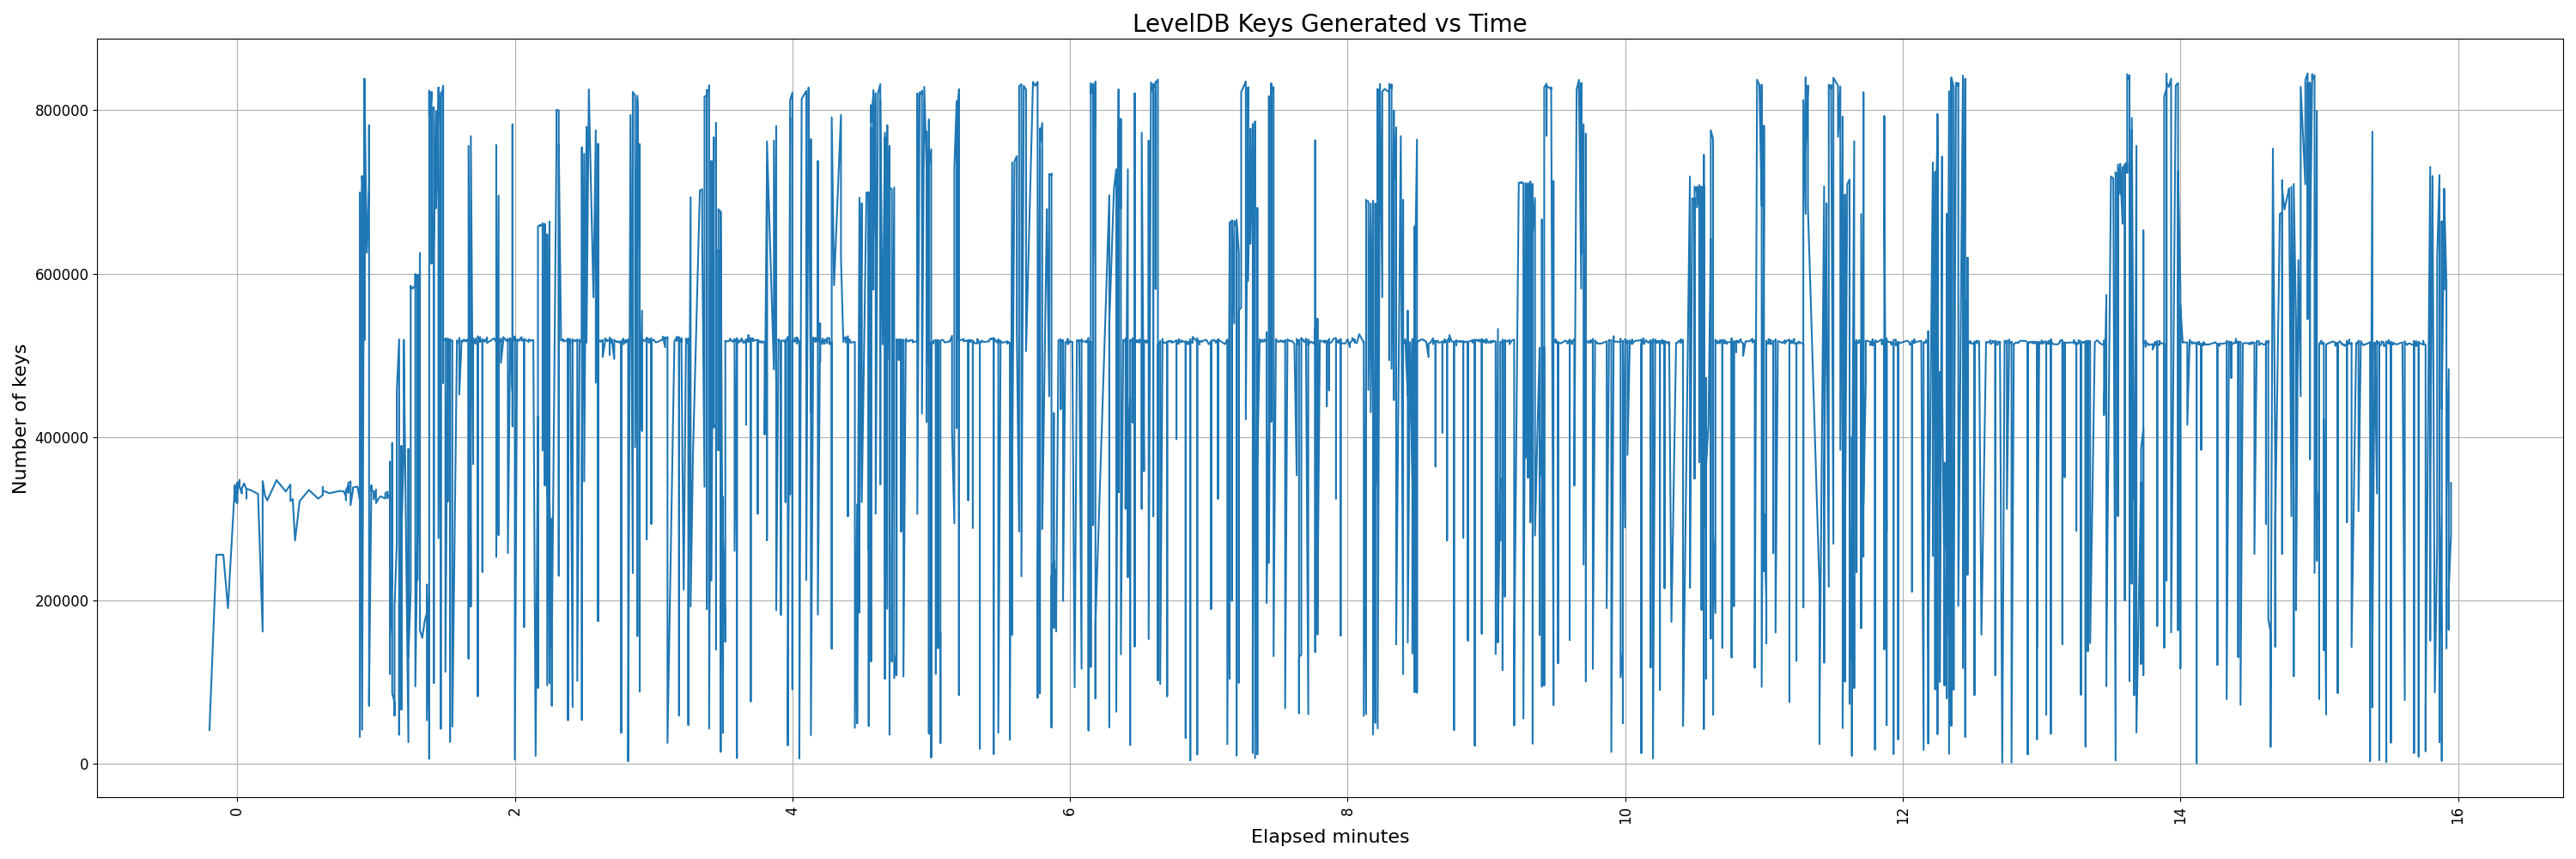 LevelDB Keys Generated vs Time
Number of keys
800000
600000
400000
200000
0
0 2 4 6 8 10 12 14 16
Elapsed minutes